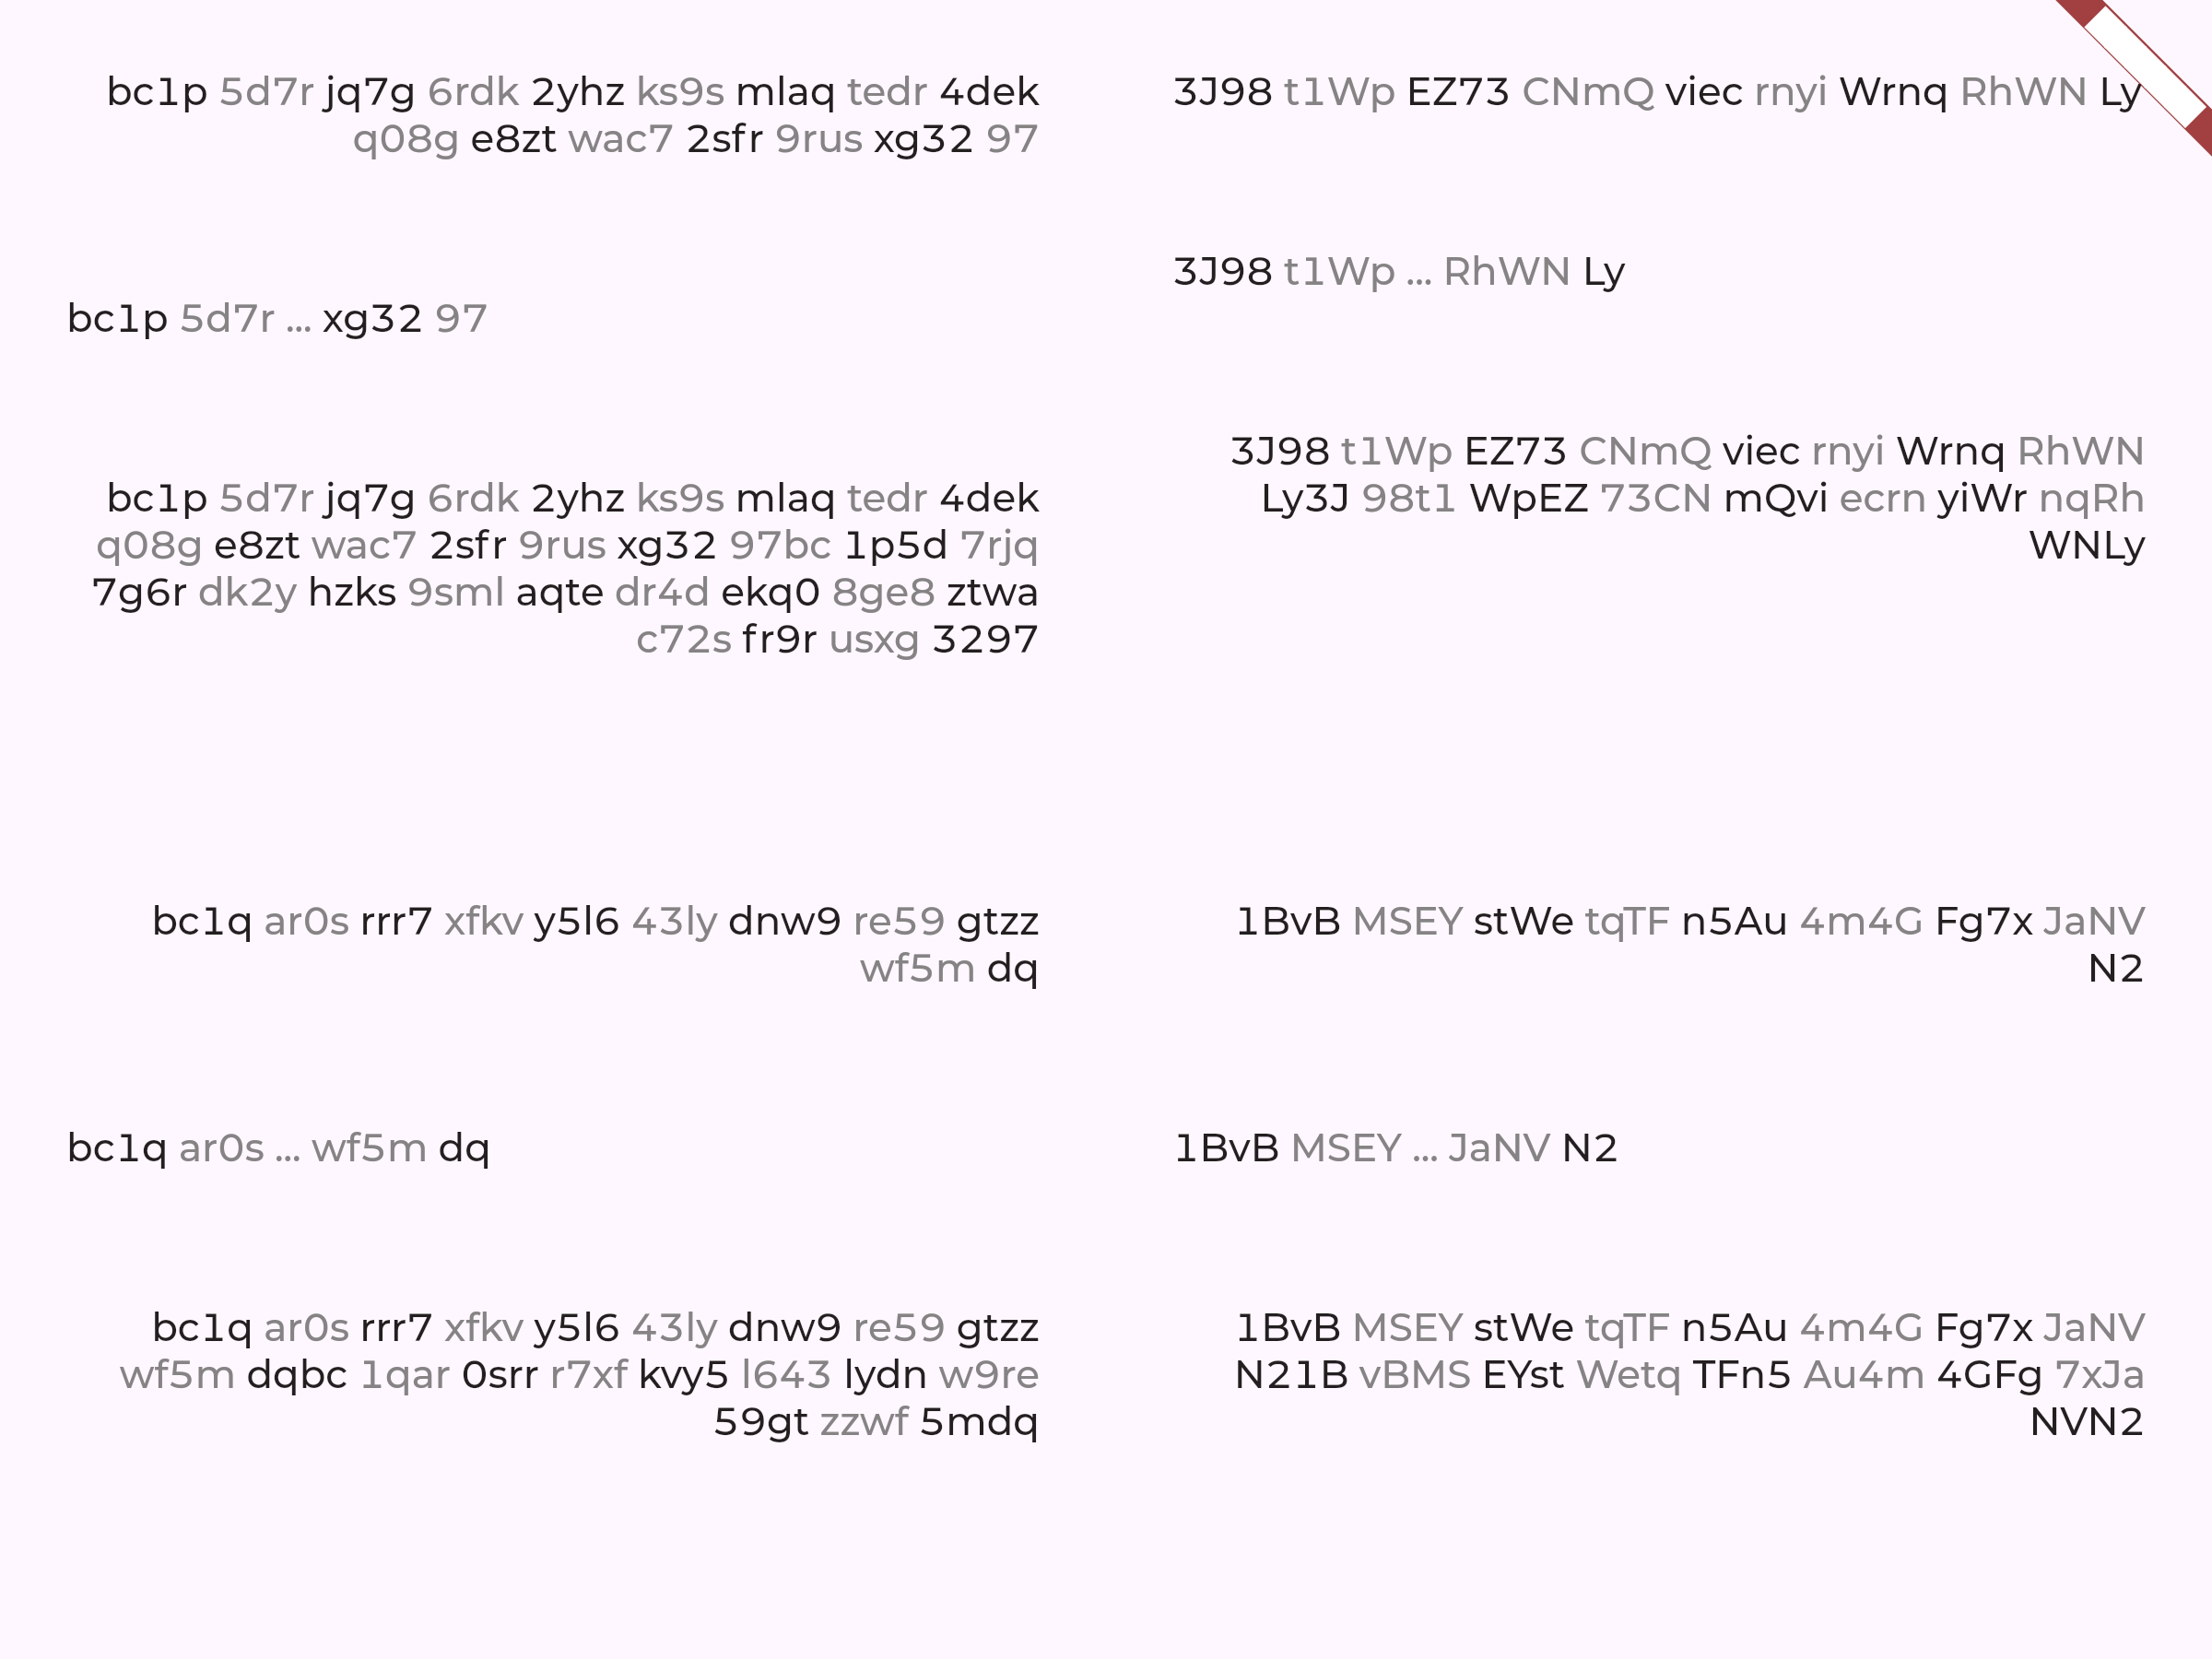 bc1p 5d7r jq7g 6rdk 2yhz ks9s mlaq tedr 4dek
q08g e8zt wac7 2sfr 9rus xg32 97
bc1p 5d7r ... xg32 97
bc1p 5d7r jq7g 6rdk 2yhz ks9s mlaq tedr 4dek
q08g e8zt wac7 2sfr 9rus xg32 97bc 1p5d 7rjq
7g6r dk2y hzks 9sml aqte dr4d ekq0 8ge8 ztwa
c72s fr9r usxg 3297
bc1q ar0s rrr7 xfkv y5l6 43ly dnw9 re59 gtzz
wf5m dq
bc1q ar0s ... wf5m dq
bc1q ar0s rrr7 xfkv y5l6 43ly dnw9 re59 gtzz
wf5m dqbc 1qar 0srr r7xf kvy5 l643 lydn w9re
59gt zzwf 5mdq
3J98 t1Wp EZ73 CNmQ viec rnyi Wrnq RhWN Ly
3J98 t1Wp ... RhWN Ly
3J98 t1Wp EZ73 CNmQ viec rnyi Wrnq RhWN
Ly3J 98t1 WpEZ 73CN mQvi ecrn yiWr nqRh
WNLy
1BvB MSEY stWe tqTF n5Au 4m4G Fg7x JaNV
N2
1BvB MSEY ... JaNV N2
1BvB MSEY stWe tqTF n5Au 4m4G Fg7x JaNV
N21B vBMS EYst Wetq TFn5 Au4m 4GFg 7xJa
NVN2